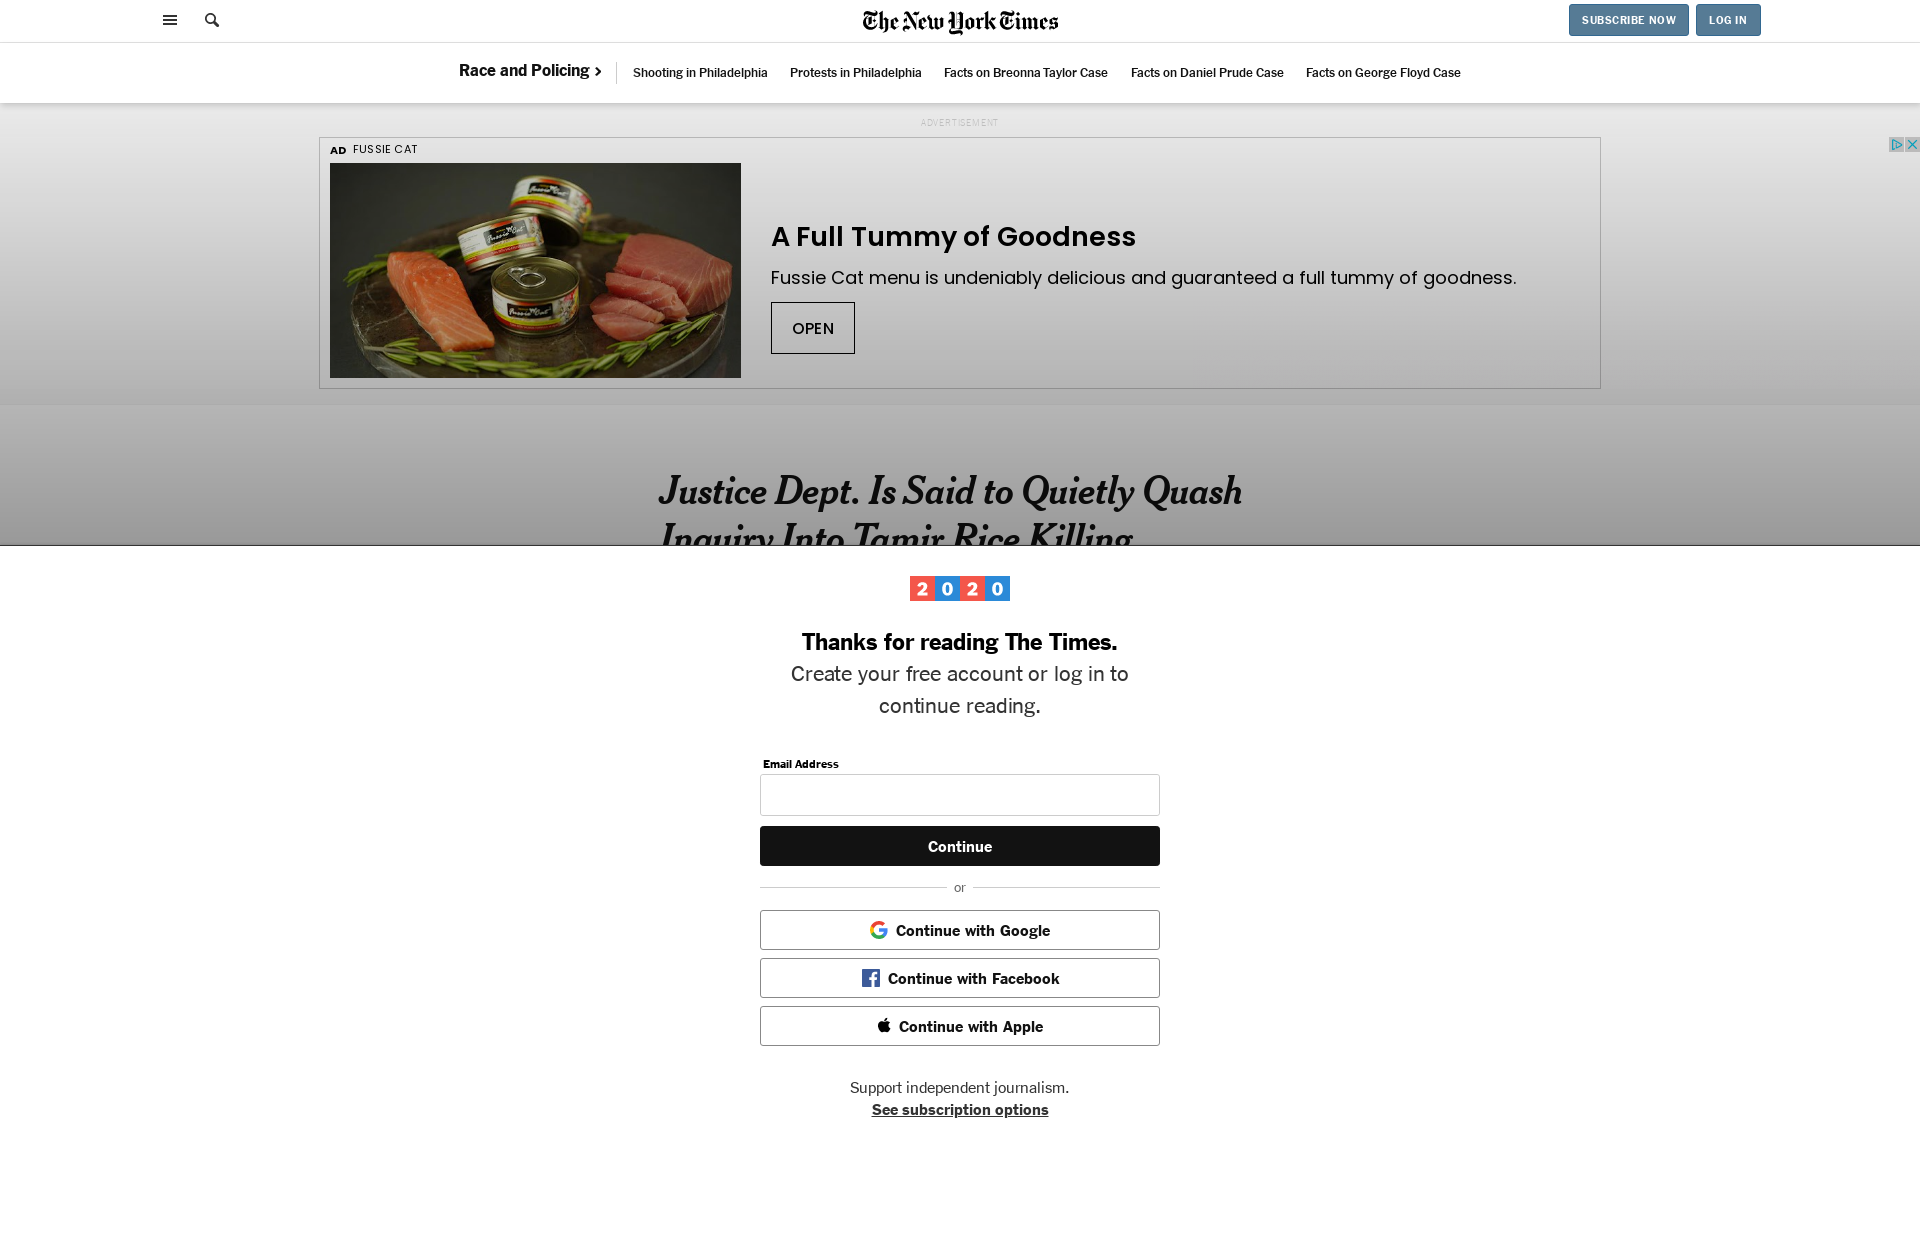 The New York Times
SUBSCRIBE NOW
LOG IN
Race and Policing
Shooting in Philadelphia
Protests in Philadelphia
Facts on Breonna Taylor Case
Facts on Daniel Prude Case
Facts on George Floyd Case
ADVERTISEMENT
AD FUSSIE CAT
A Full Tummy of Goodness
Fussie Cat menu is undeniably delicious and guaranteed a full tummy of goodness.
OPEN
Justice Dept. Is Said to Quietly Quash
Inquiry Into Tamir Rice Killing
2020
Thanks for reading The Times.
Create your free account or log in to
continue reading.
Email Address
Continue
or
Continue with Google
Continue with Facebook
Continue with Apple
Support independent journalism.
See subscription options